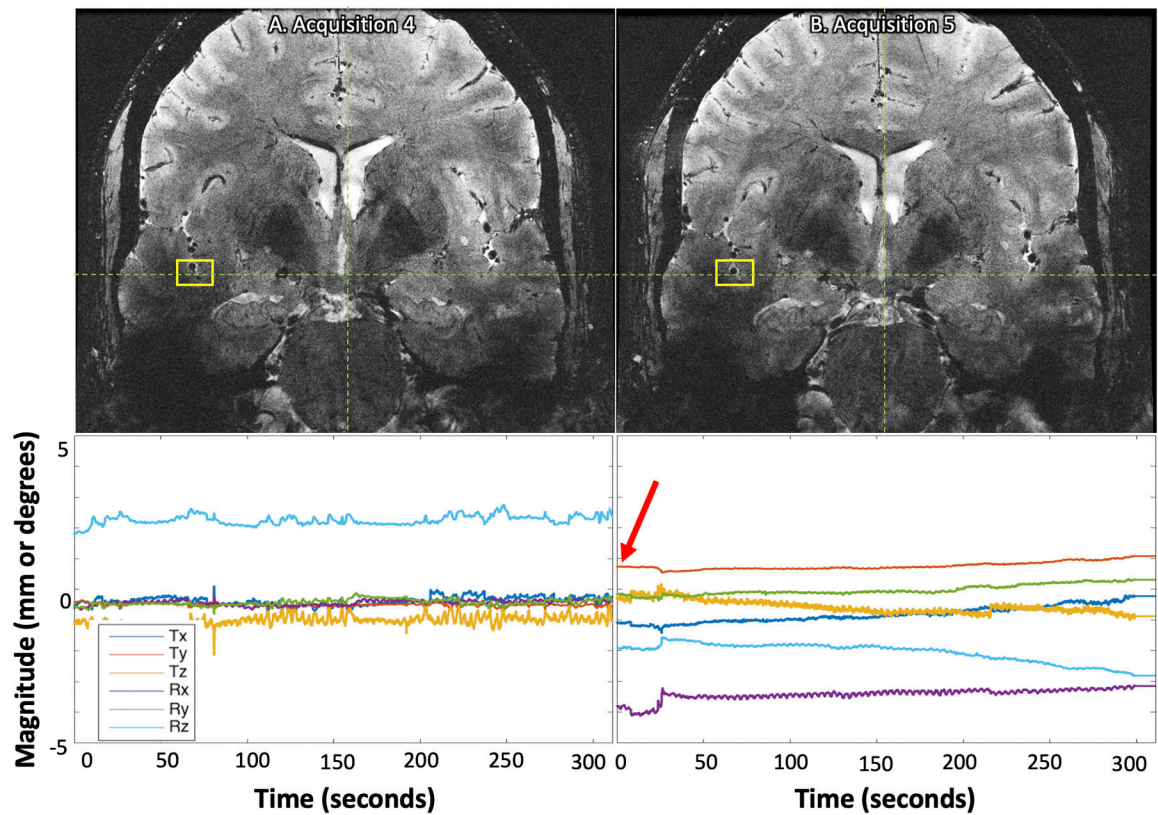 A. Acquisition 4
B. Acquisition 5
Magnitude (mm or degrees)
5
0
-5
Tx
Ty
Tz
Rx
Ry
Rz
0 50 100 150 200 250 300
0 50 100 150 200 250 300
Time (seconds)
Time (seconds)